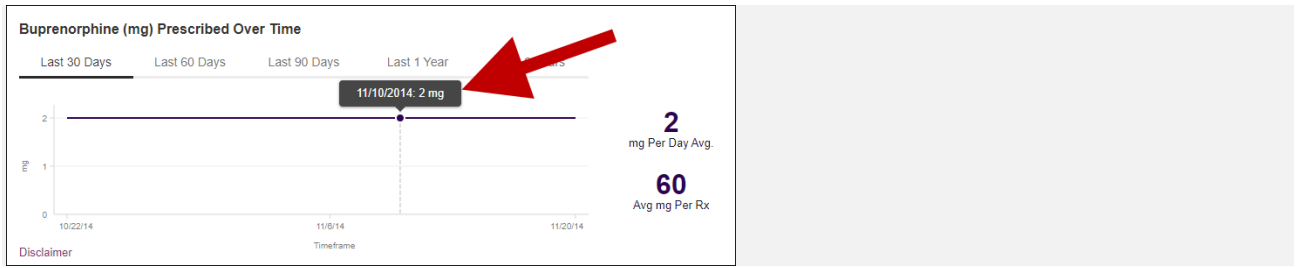 Buprenorphine (mg) Prescribed Over Time
Last 30 Days Last 60 Days Last 90 Days Last 1 Year
11/10/2014: 2 mg
2
1
0
mg
10/22/14 11/6/14 11/20/14
Timeframe
2
mg Per Day Avg.
60
Avg mg Per Rx
Disclaimer